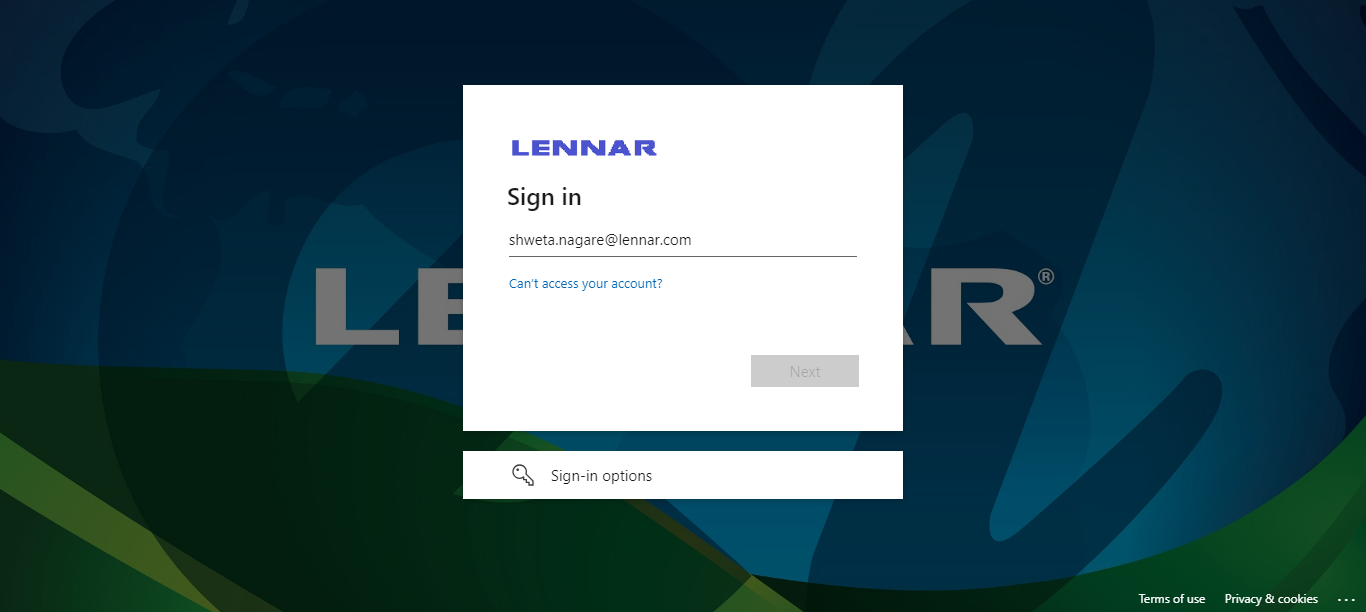 LENNAR
Sign in
shweta.nagare@lennar.com
Can't access your account?
LE
R®
Next
Sign-in options
Terms of use
Privacy & cookies
...